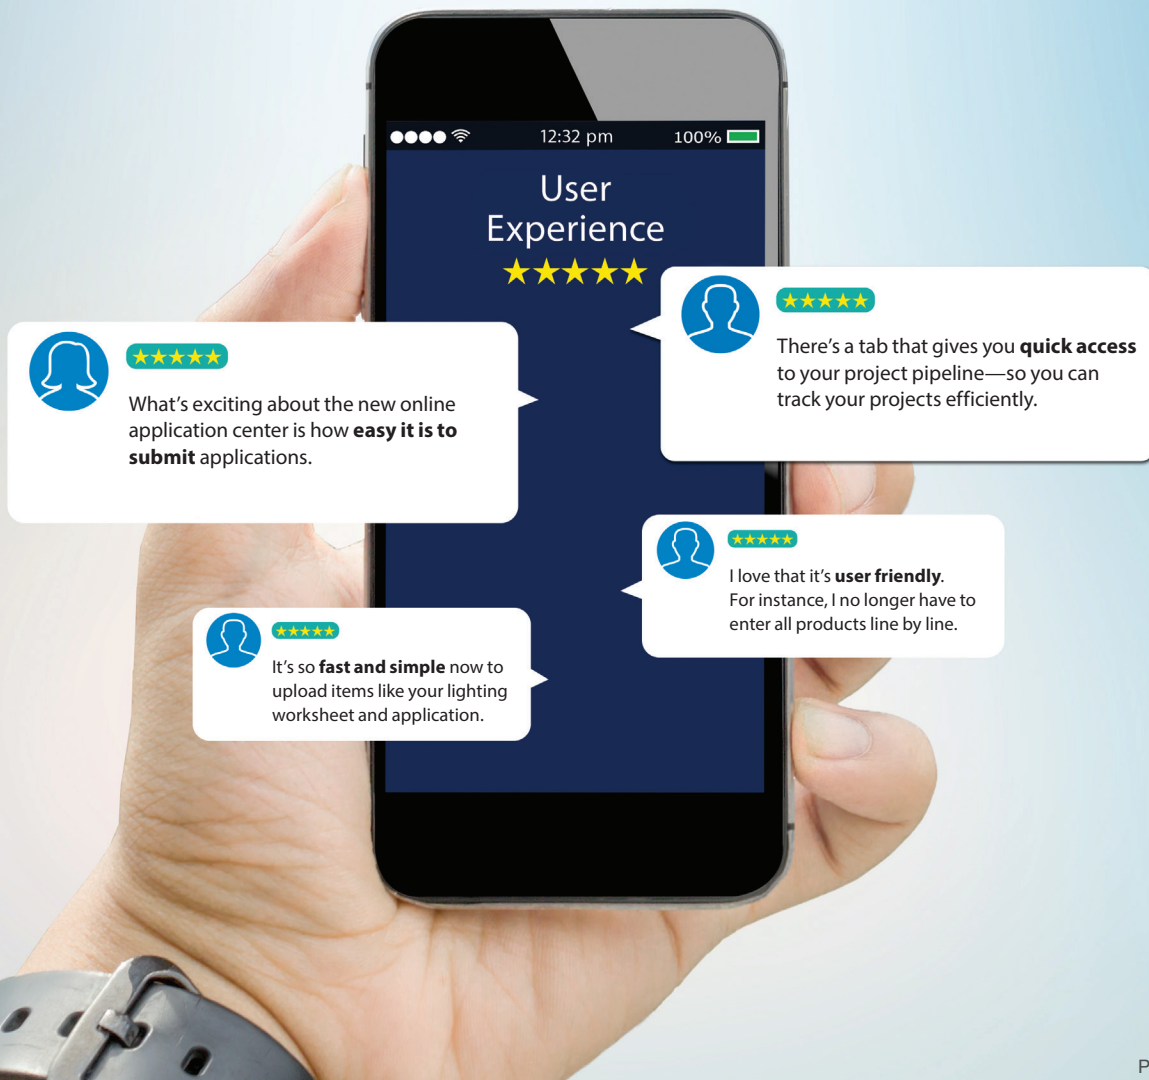 12:32 pm
100%
User
Experience
There's a tab that gives you quick access
to your project pipeline—so you can
track your projects efficiently.
What's exciting about the new online
application center is how easy it is to
submit applications.
I love that it's user friendly.
For instance, I no longer have to
enter all products line by line.
It's so fast and simple now to
upload items like your lighting
worksheet and application.
P